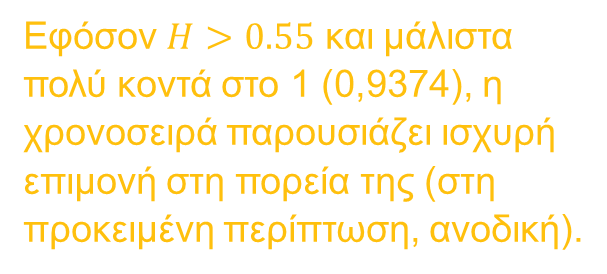 Εφόσον H > 0.55 και μάλιστα
πολύ κοντά στο 1 (0,9374), η
χρονοσειρά παρουσιάζει ισχυρή
επιμονή στη πορεία της (στη
προκειμένη περίπτωση, ανοδική).